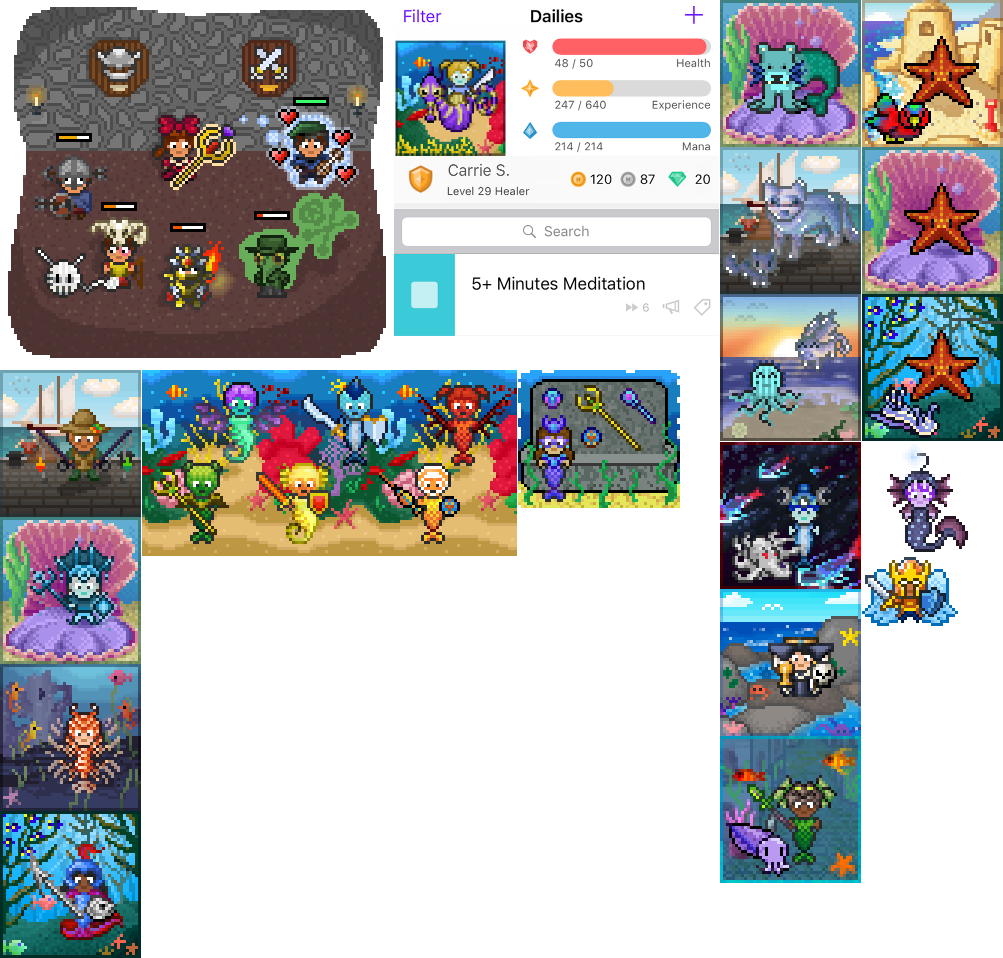 Filter
Dailies
+
48 / 50
Health
247 / 640
Experience
214 / 214
Mana
Carrie S.
Level 29 Healer
120
87
20
Search
5+ Minutes Meditation
6